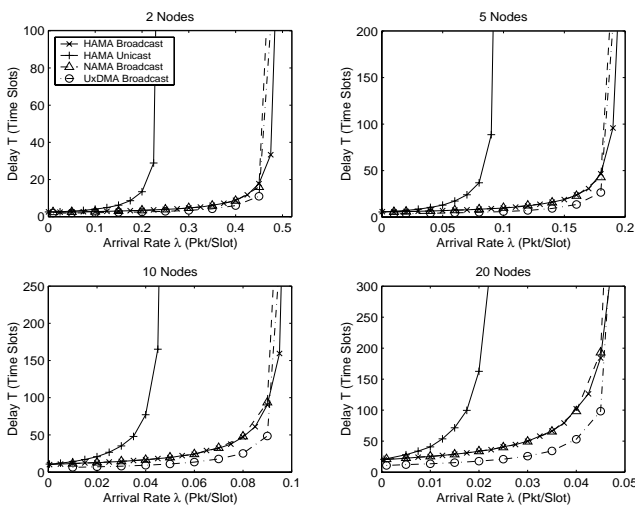 2 Nodes
100
80
60
40
20
0
Delay T (Time Slots)
HAMA Broadcast
HAMA Unicast
NAMA Broadcast
UxDMA Broadcast
0 0.1 0.2 0.3 0.4 0.5
Arrival Rate λ (Pkt/Slot)
5 Nodes
200
150
100
50
0
Delay T (Time Slots)
0 0.05 0.1 0.15 0.2
Arrival Rate λ (Pkt/Slot)
10 Nodes
250
200
150
100
50
0
Delay T (Time Slots)
0 0.02 0.04 0.06 0.08 0.1
Arrival Rate λ (Pkt/Slot)
20 Nodes
300
200
100
0
Delay T (Time Slots)
0 0.01 0.02 0.03 0.04 0.05
Arrival Rate λ (Pkt/Slot)